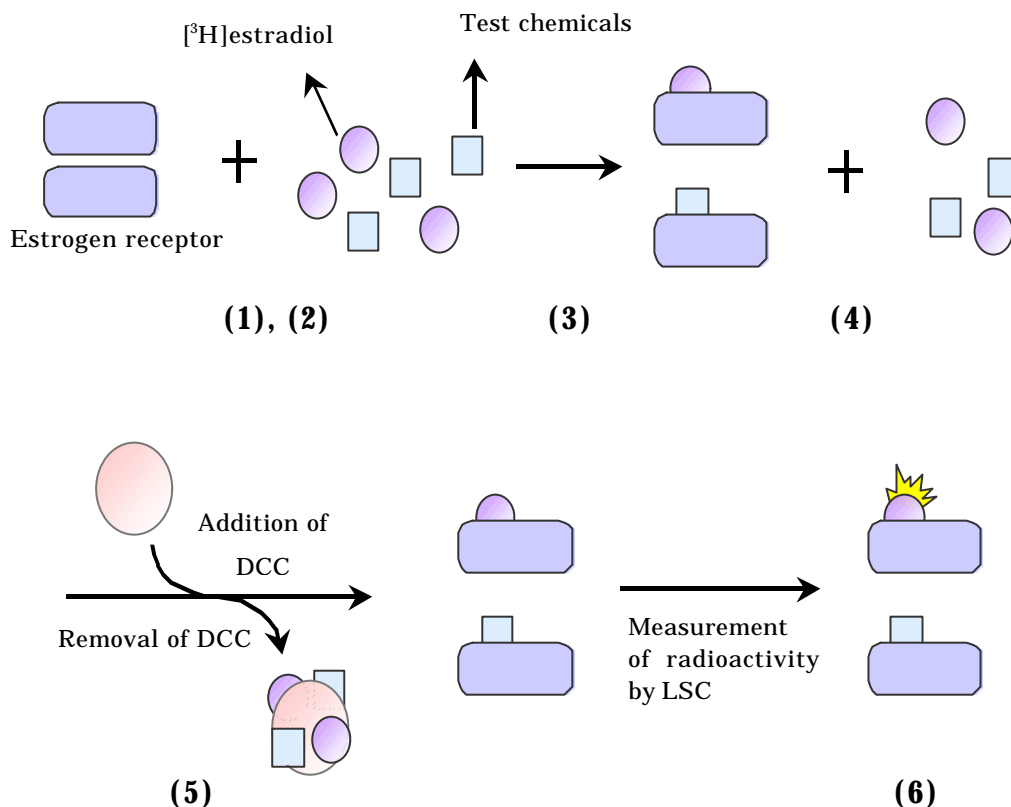 [³H]estradiol
Test chemicals
Estrogen receptor
(1), (2)
(3)
(4)
Addition of
DCC
Removal of DCC
Measurement
of radioactivity
by LSC
(5)
(6)